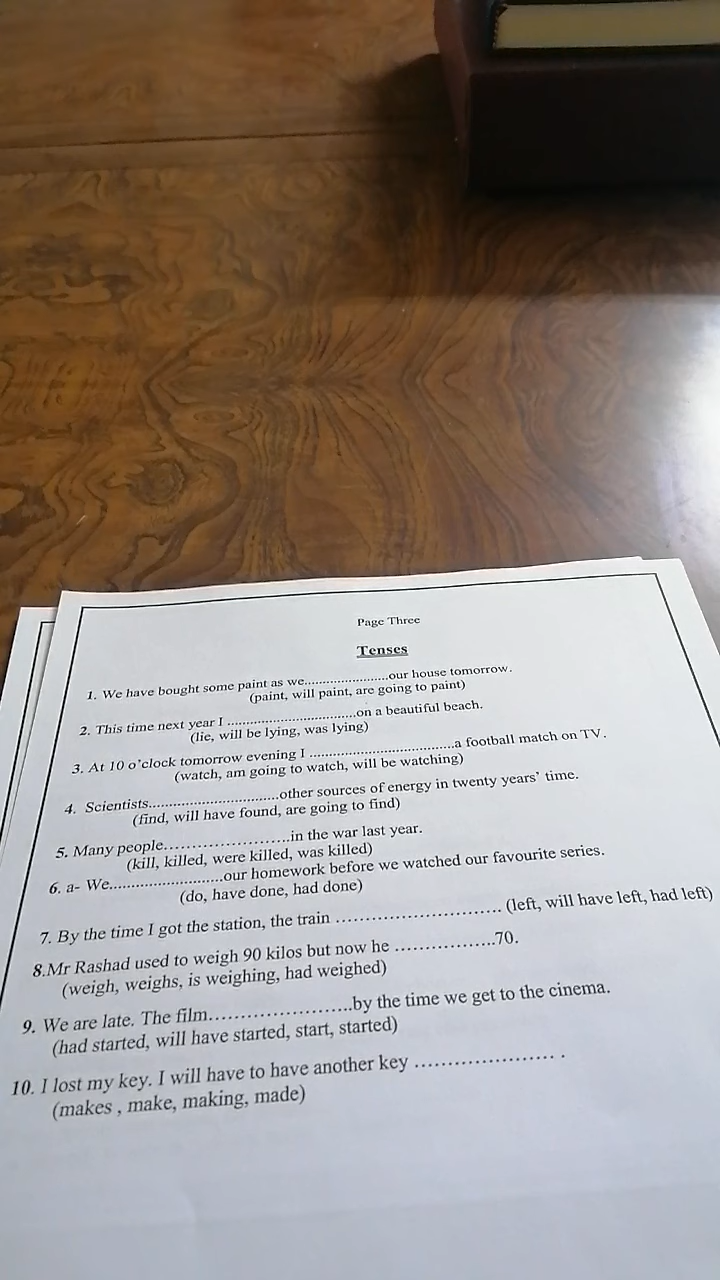 Page Three
Tenses
1. We have bought some paint as we........................our house tomorrow.
(paint, will paint, are going to paint)
2. This time next year I .....................................on a beautiful beach.
(lie, will be lying, was lying)
3. At 10 o'clock tomorrow evening I .........................................a football match on TV.
(watch, am going to watch, will be watching)
4. Scientists.....................................other sources of energy in twenty years' time.
(find, will have found, are going to find)
5. Many people........................in the war last year.
(kill, killed, were killed, was killed)
6. a- We..............................our homework before we watched our favourite series.
(do, have done, had done)
7. By the time I got the station, the train .............................. (left, will have left, had left)
8.Mr Rashad used to weigh 90 kilos but now he ..................70.
(weigh, weighs, is weighing, had weighed)
9. We are late. The film........................by the time we get to the cinema.
(had started, will have started, start, started)
10. I lost my key. I will have to have another key ...................... .
(makes , make, making, made)